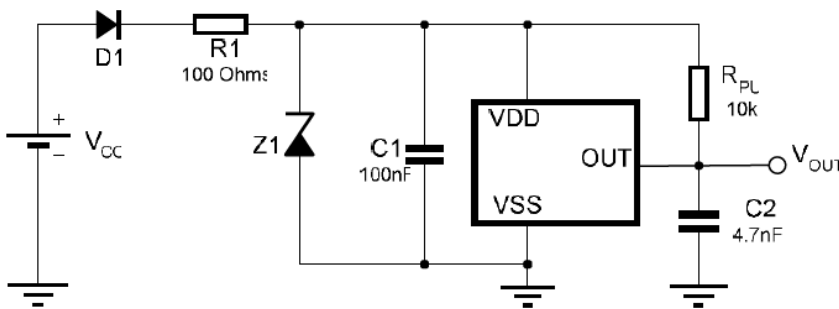 D1
R1
100 Ohms
+
−
V_CC
Z1
C1
100nF
VDD
OUT
VSS
R_PU
10k
V_OUT
C2
4.7nF